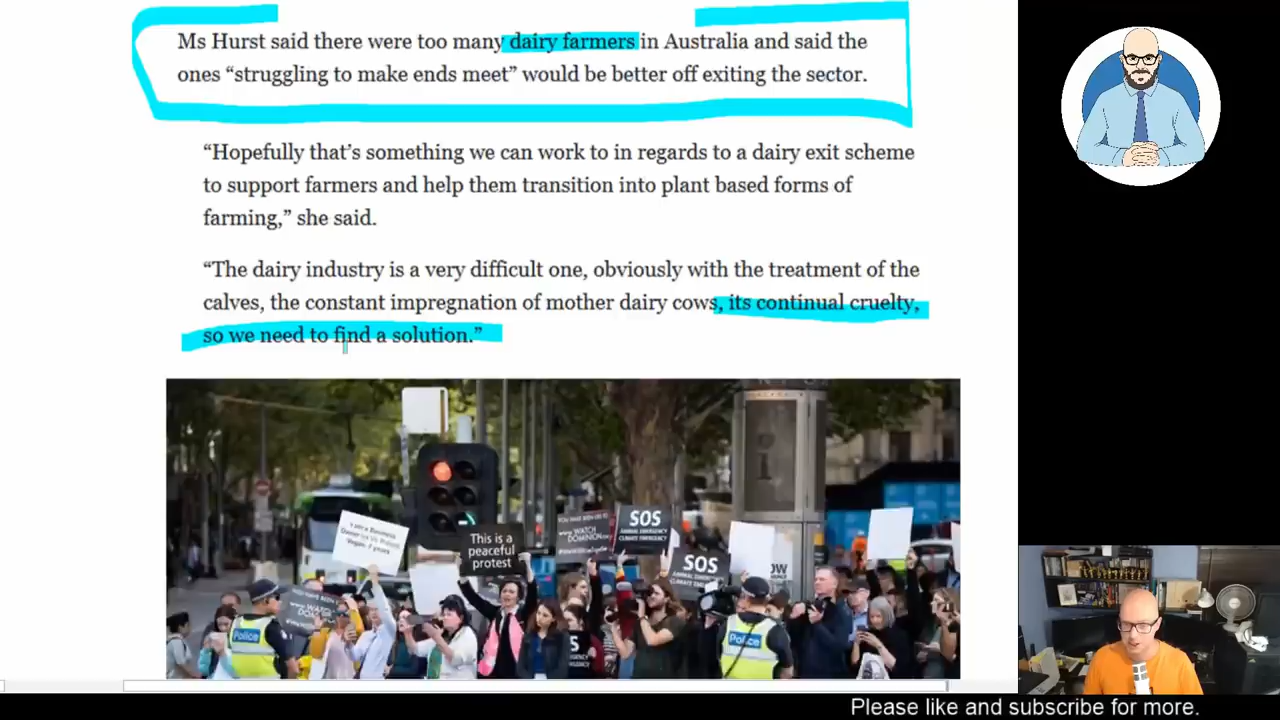 Ms Hurst said there were too many dairy farmers in Australia and said the
ones “struggling to make ends meet” would be better off exiting the sector.
“Hopefully that’s something we can work to in regards to a dairy exit scheme
to support farmers and help them transition into plant based forms of
farming,” she said.
“The dairy industry is a very difficult one, obviously with the treatment of the
calves, the constant impregnation of mother dairy cows, its continual cruelty,
so we need to find a solution.”
This is a
peaceful
protest
WATCH
DOMINION
SOS
ANIMAL EMERGENCY
CLIMATE EMERGENCY
SOS
Police
Police
Please like and subscribe for more.